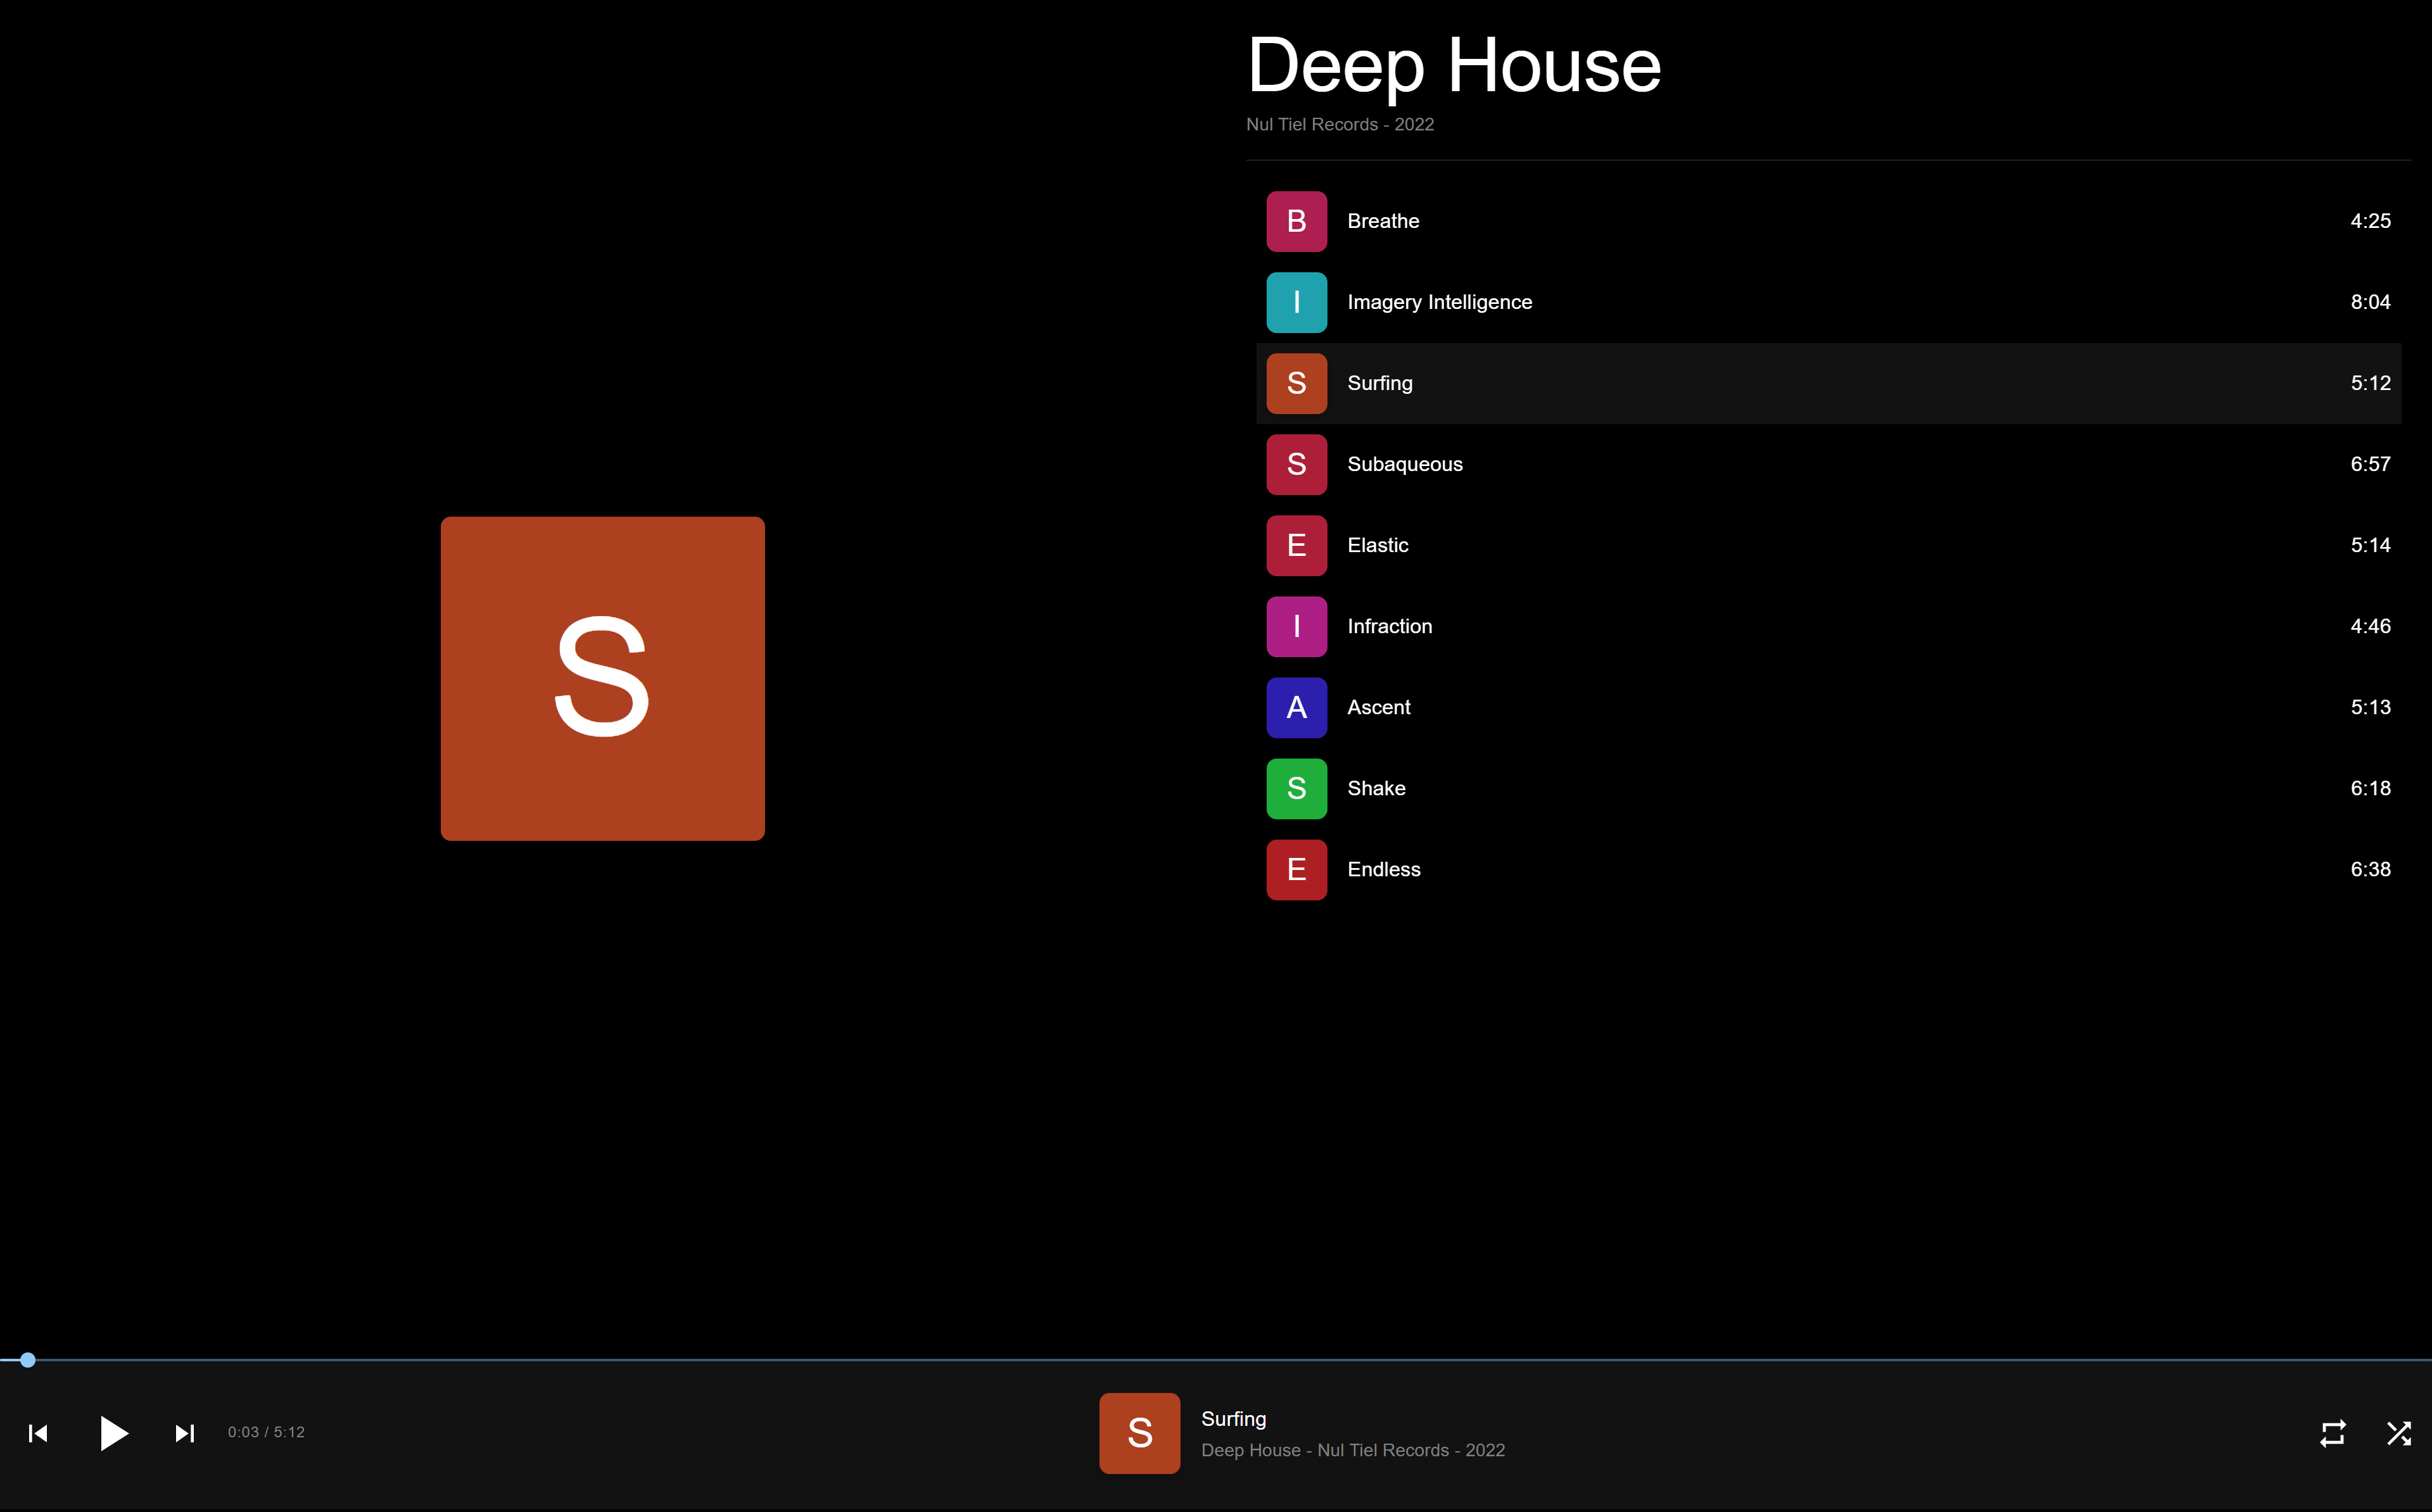 Deep House
Nul Tiel Records - 2022
B Breathe 4:25
I Imagery Intelligence 8:04
S Surfing 5:12
S Subaqueous 6:57
E Elastic 5:14
I Infraction 4:46
A Ascent 5:13
S Shake 6:18
E Endless 6:38
S
0:03 / 5:12
S
Surfing
Deep House - Nul Tiel Records - 2022